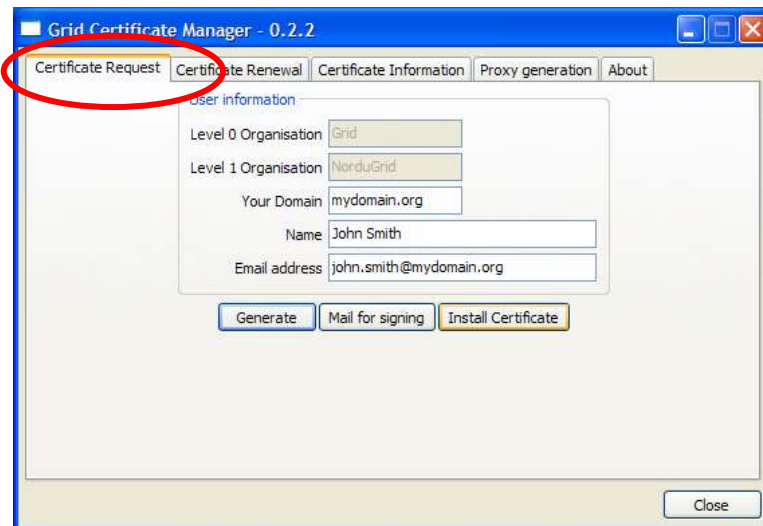 Grid Certificate Manager - 0.2.2
Certificate Request Certificate Renewal Certificate Information Proxy generation About
User information
Level 0 Organisation Grid
Level 1 Organisation NorduGrid
Your Domain mydomain.org
Name John Smith
Email address john.smith@mydomain.org
Generate Mail for signing Install Certificate
Close